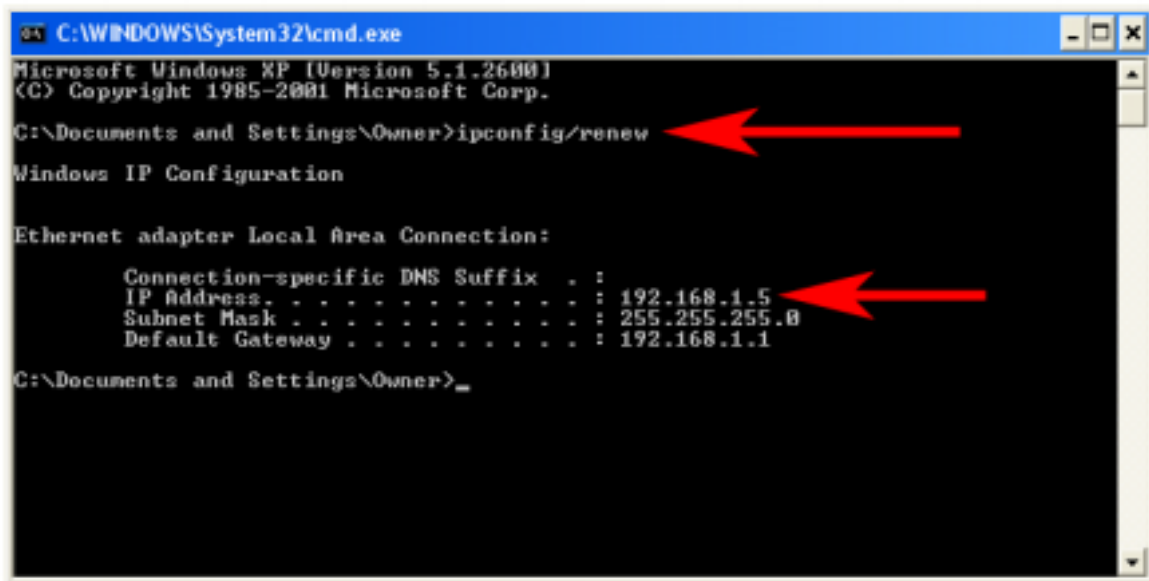 C:\WINDOWS\System32\cmd.exe
Microsoft Windows XP [Version 5.1.2600]
(C) Copyright 1985-2001 Microsoft Corp.
C:\Documents and Settings\Owner>ipconfig/renew
Windows IP Configuration
Ethernet adapter Local Area Connection:
Connection-specific DNS Suffix . :
IP Address. . . . . . . . . . . . : 192.168.1.5
Subnet Mask . . . . . . . . . . . : 255.255.255.0
Default Gateway . . . . . . . . . : 192.168.1.1
C:\Documents and Settings\Owner>_